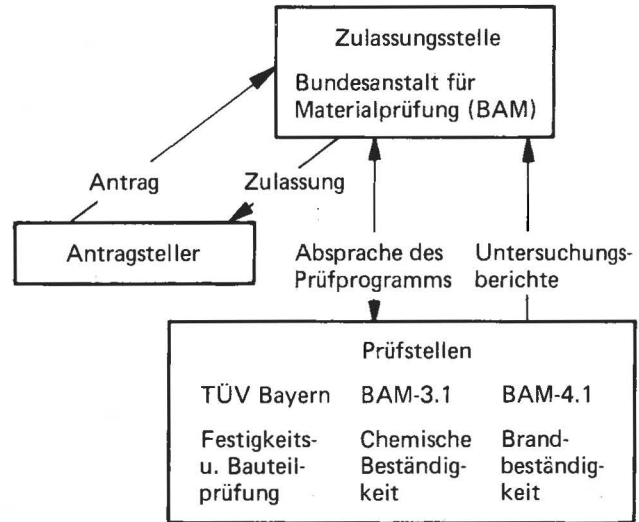 Zulassungsstelle
Bundesanstalt für
Materialprüfung (BAM)
Antrag
Zulassung
Antragsteller
Absprache des
Prüfprogramms
Untersuchungs-
berichte
Prüfstellen
TÜV Bayern
Festigkeits-
u. Bauteil-
prüfung
BAM-3.1
Chemische
Beständig-
keit
BAM-4.1
Brand-
beständig-
keit